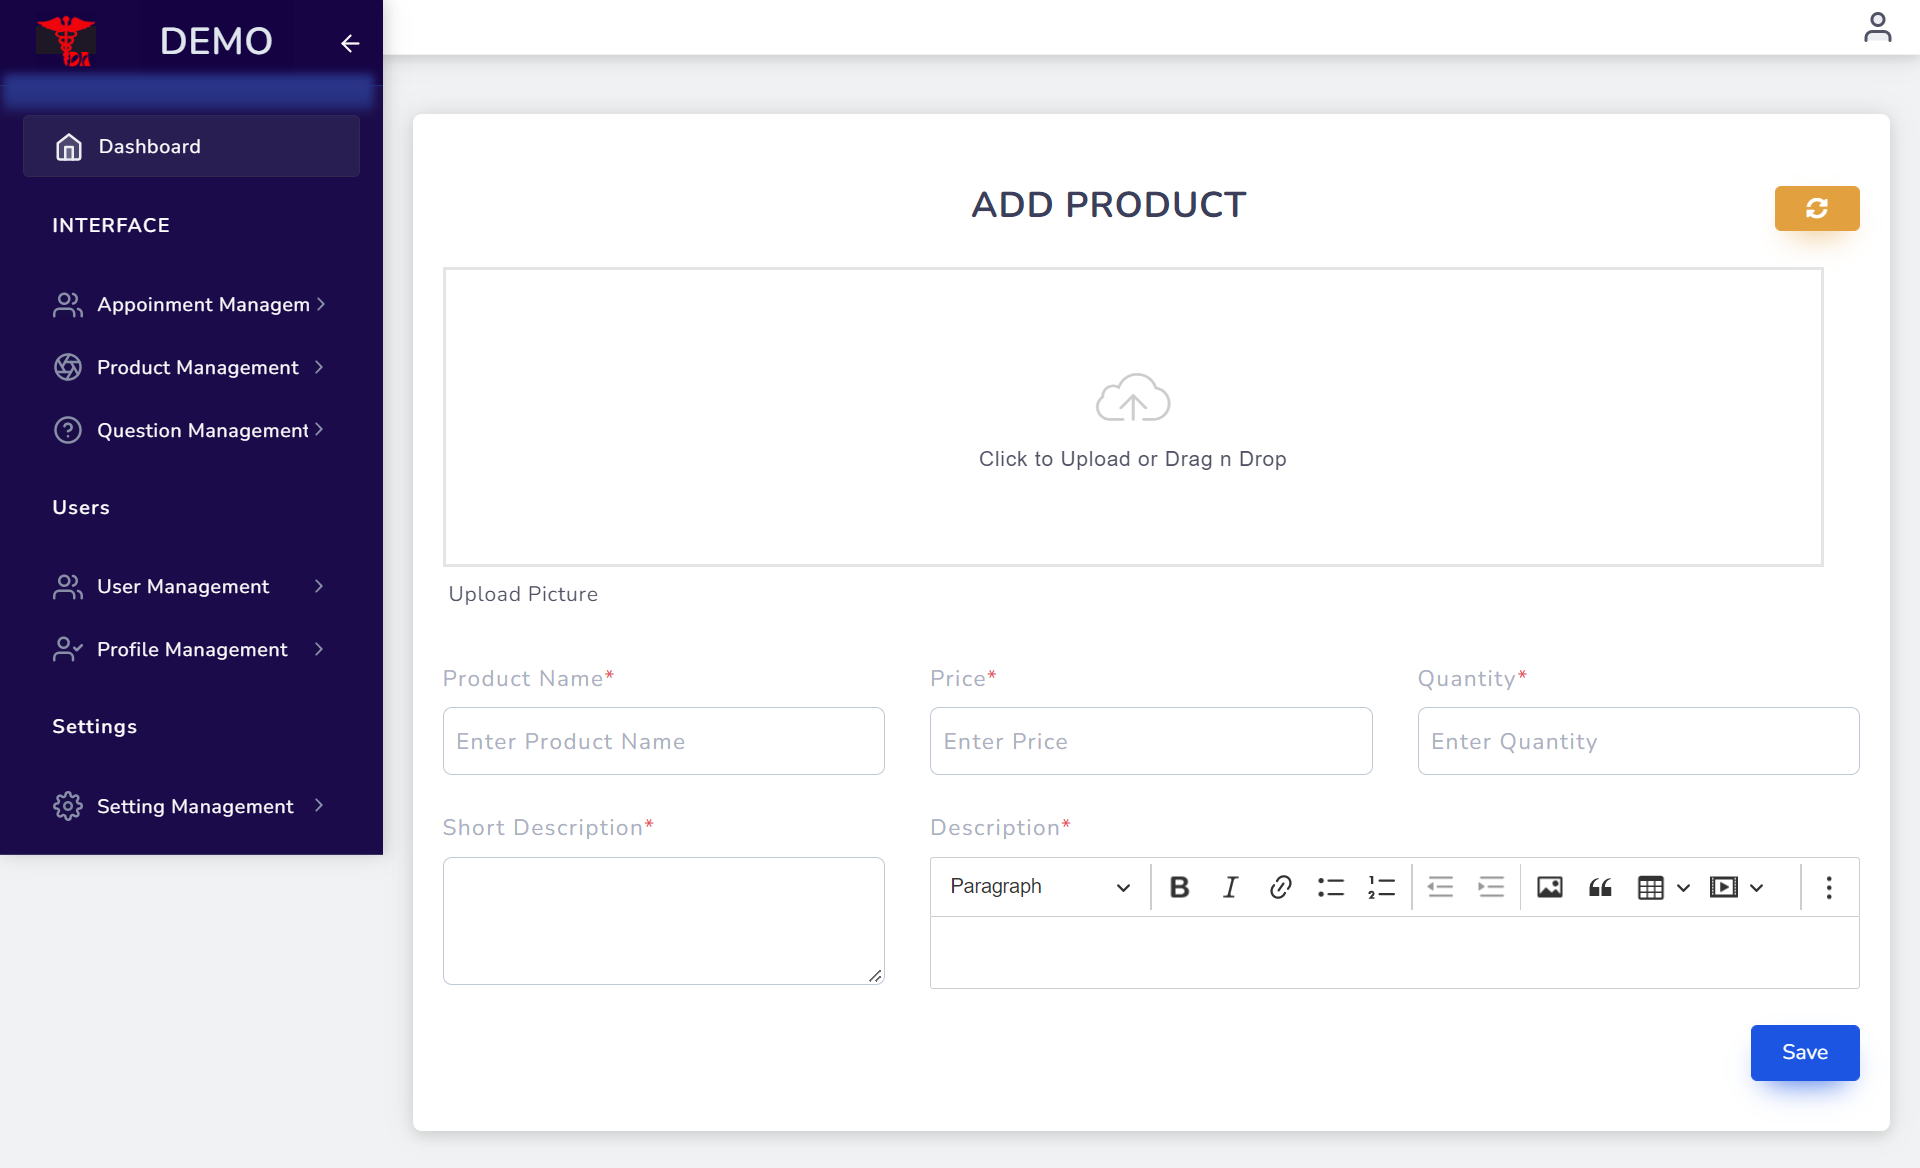 DEMO
Dashboard
INTERFACE
Appoinment Managem
Product Management
Question Management
Users
User Management
Profile Management
Settings
Setting Management
ADD PRODUCT
Click to Upload or Drag n Drop
Upload Picture
Product Name*
Price*
Quantity*
Enter Product Name
Enter Price
Enter Quantity
Short Description*
Description*
Paragraph
Save